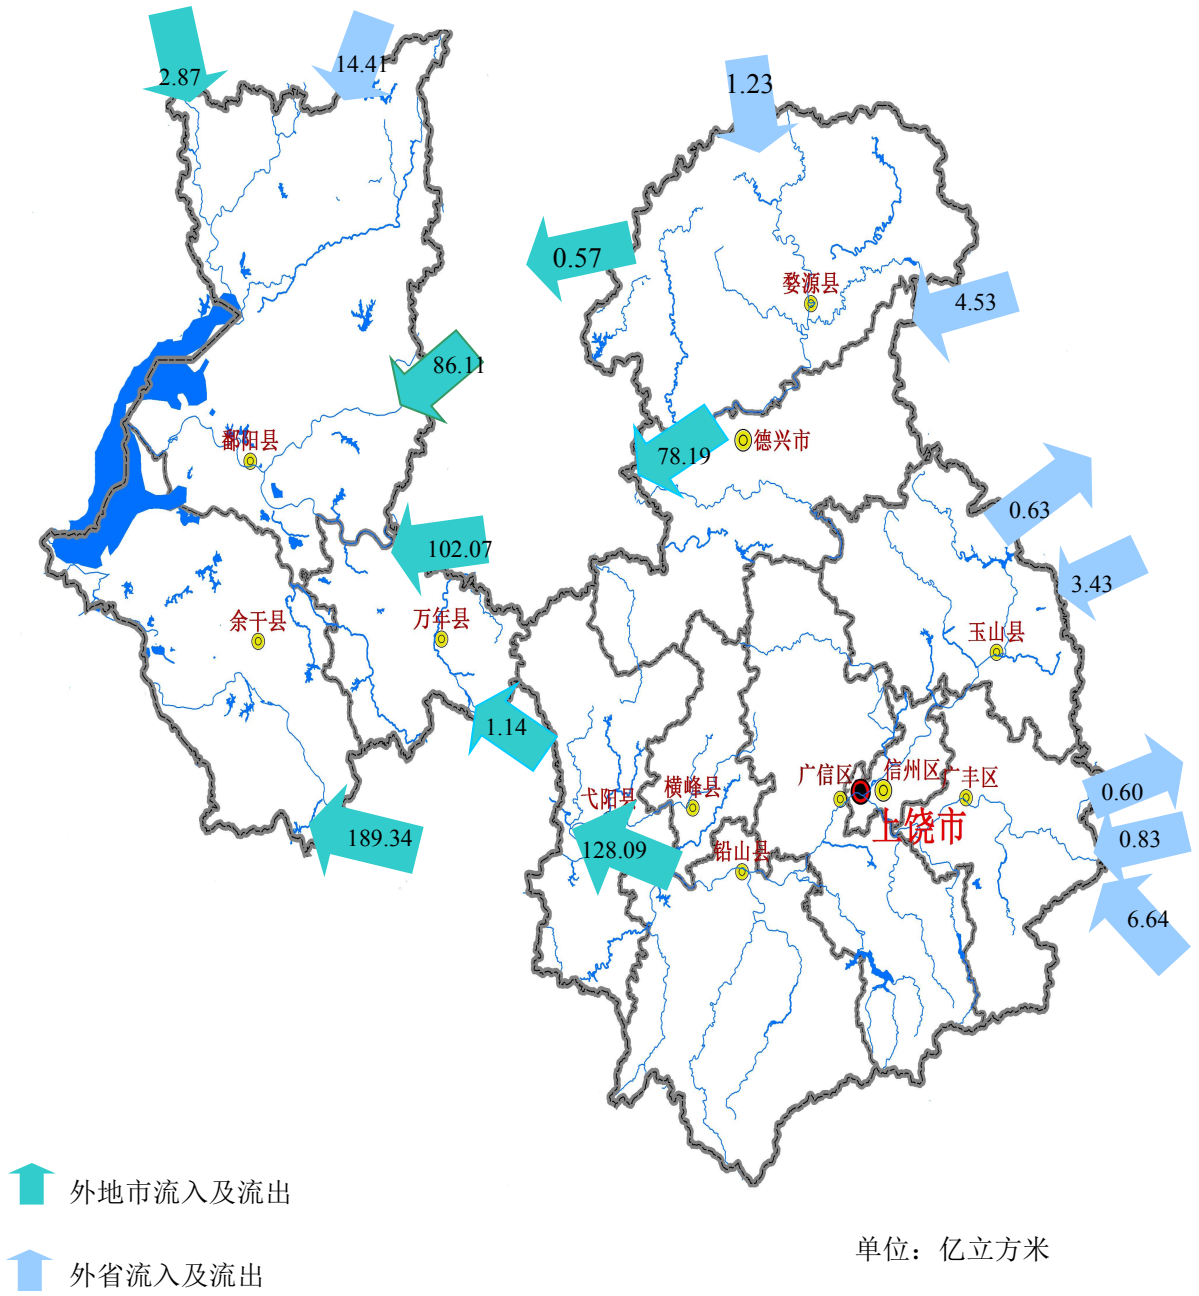 2.87
14.41
1.23
0.57
婺源县
4.53
86.11
鄱阳县
德兴市
78.19
0.63
102.07
3.43
余干县
万年县
玉山县
1.14
广信区
信州区
广丰区
弋阳县
横峰县
0.60
上饶市
189.34
128.09
铅山县
0.83
6.64
外地市流入及流出
单位：亿立方米
外省流入及流出